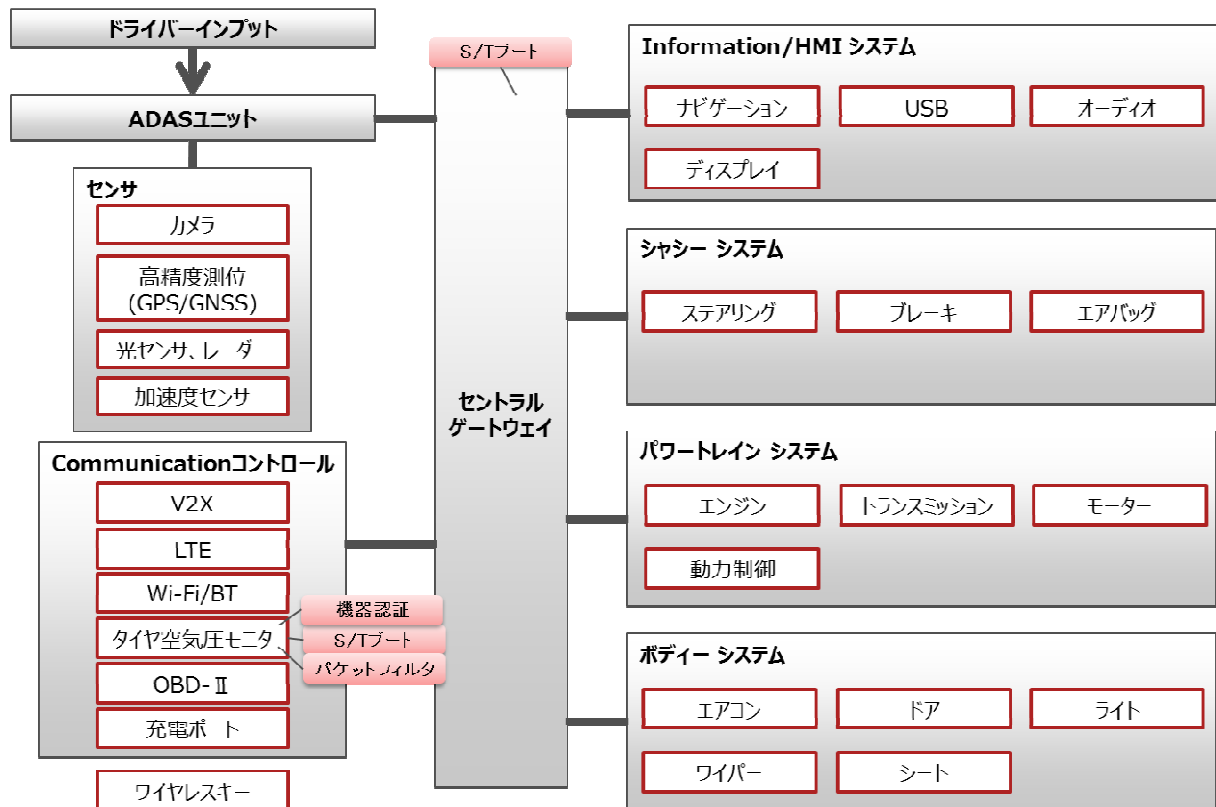 ドライバーインプット
ADASユニット
センサ
カメラ
高精度測位
(GPS/GNSS)
光センサ、レーダ
加速度センサ
Communicationコントロール
V2X
LTE
Wi-Fi/BT
タイヤ空気圧モニタ
OBD-Ⅱ
充電ポート
ワイヤレスキー
機器認証
S/Tブート
パケットフィルタ
S/Tブート
セントラル
ゲートウェイ
Information/HMI システム
ナビゲーション
USB
オーディオ
ディスプレイ
シャシー システム
ステアリング
ブレーキ
エアバッグ
パワートレイン システム
エンジン
トランスミッション
モーター
動力制御
ボディー システム
エアコン
ドア
ライト
ワイパー
シート